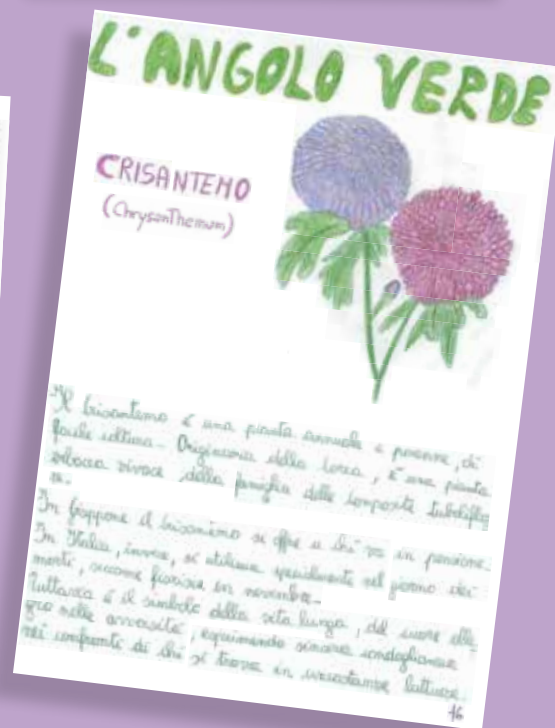 L'ANGOLO VERDE
CRISANTEMO
(Chrysanthemum)
Il Crisantemo è una pianta annuale e perenne, di
facile coltura. Originaria della Corea, è una pianta
erbacea vivace della famiglia delle Composite tubuliflo
re.
In Giappone il Crisantemo si offre a chi va in pensione.
In Italia, invece, si utilizza specialmente nel giorno dei
morti, siccome fiorisce in novembre.
Tuttavia è il simbolo della vita lunga, del cuore alle
gro nelle avversità, esprimendo sincere condoglianze
nei confronti di chi si trova in circostanze luttuose.
16